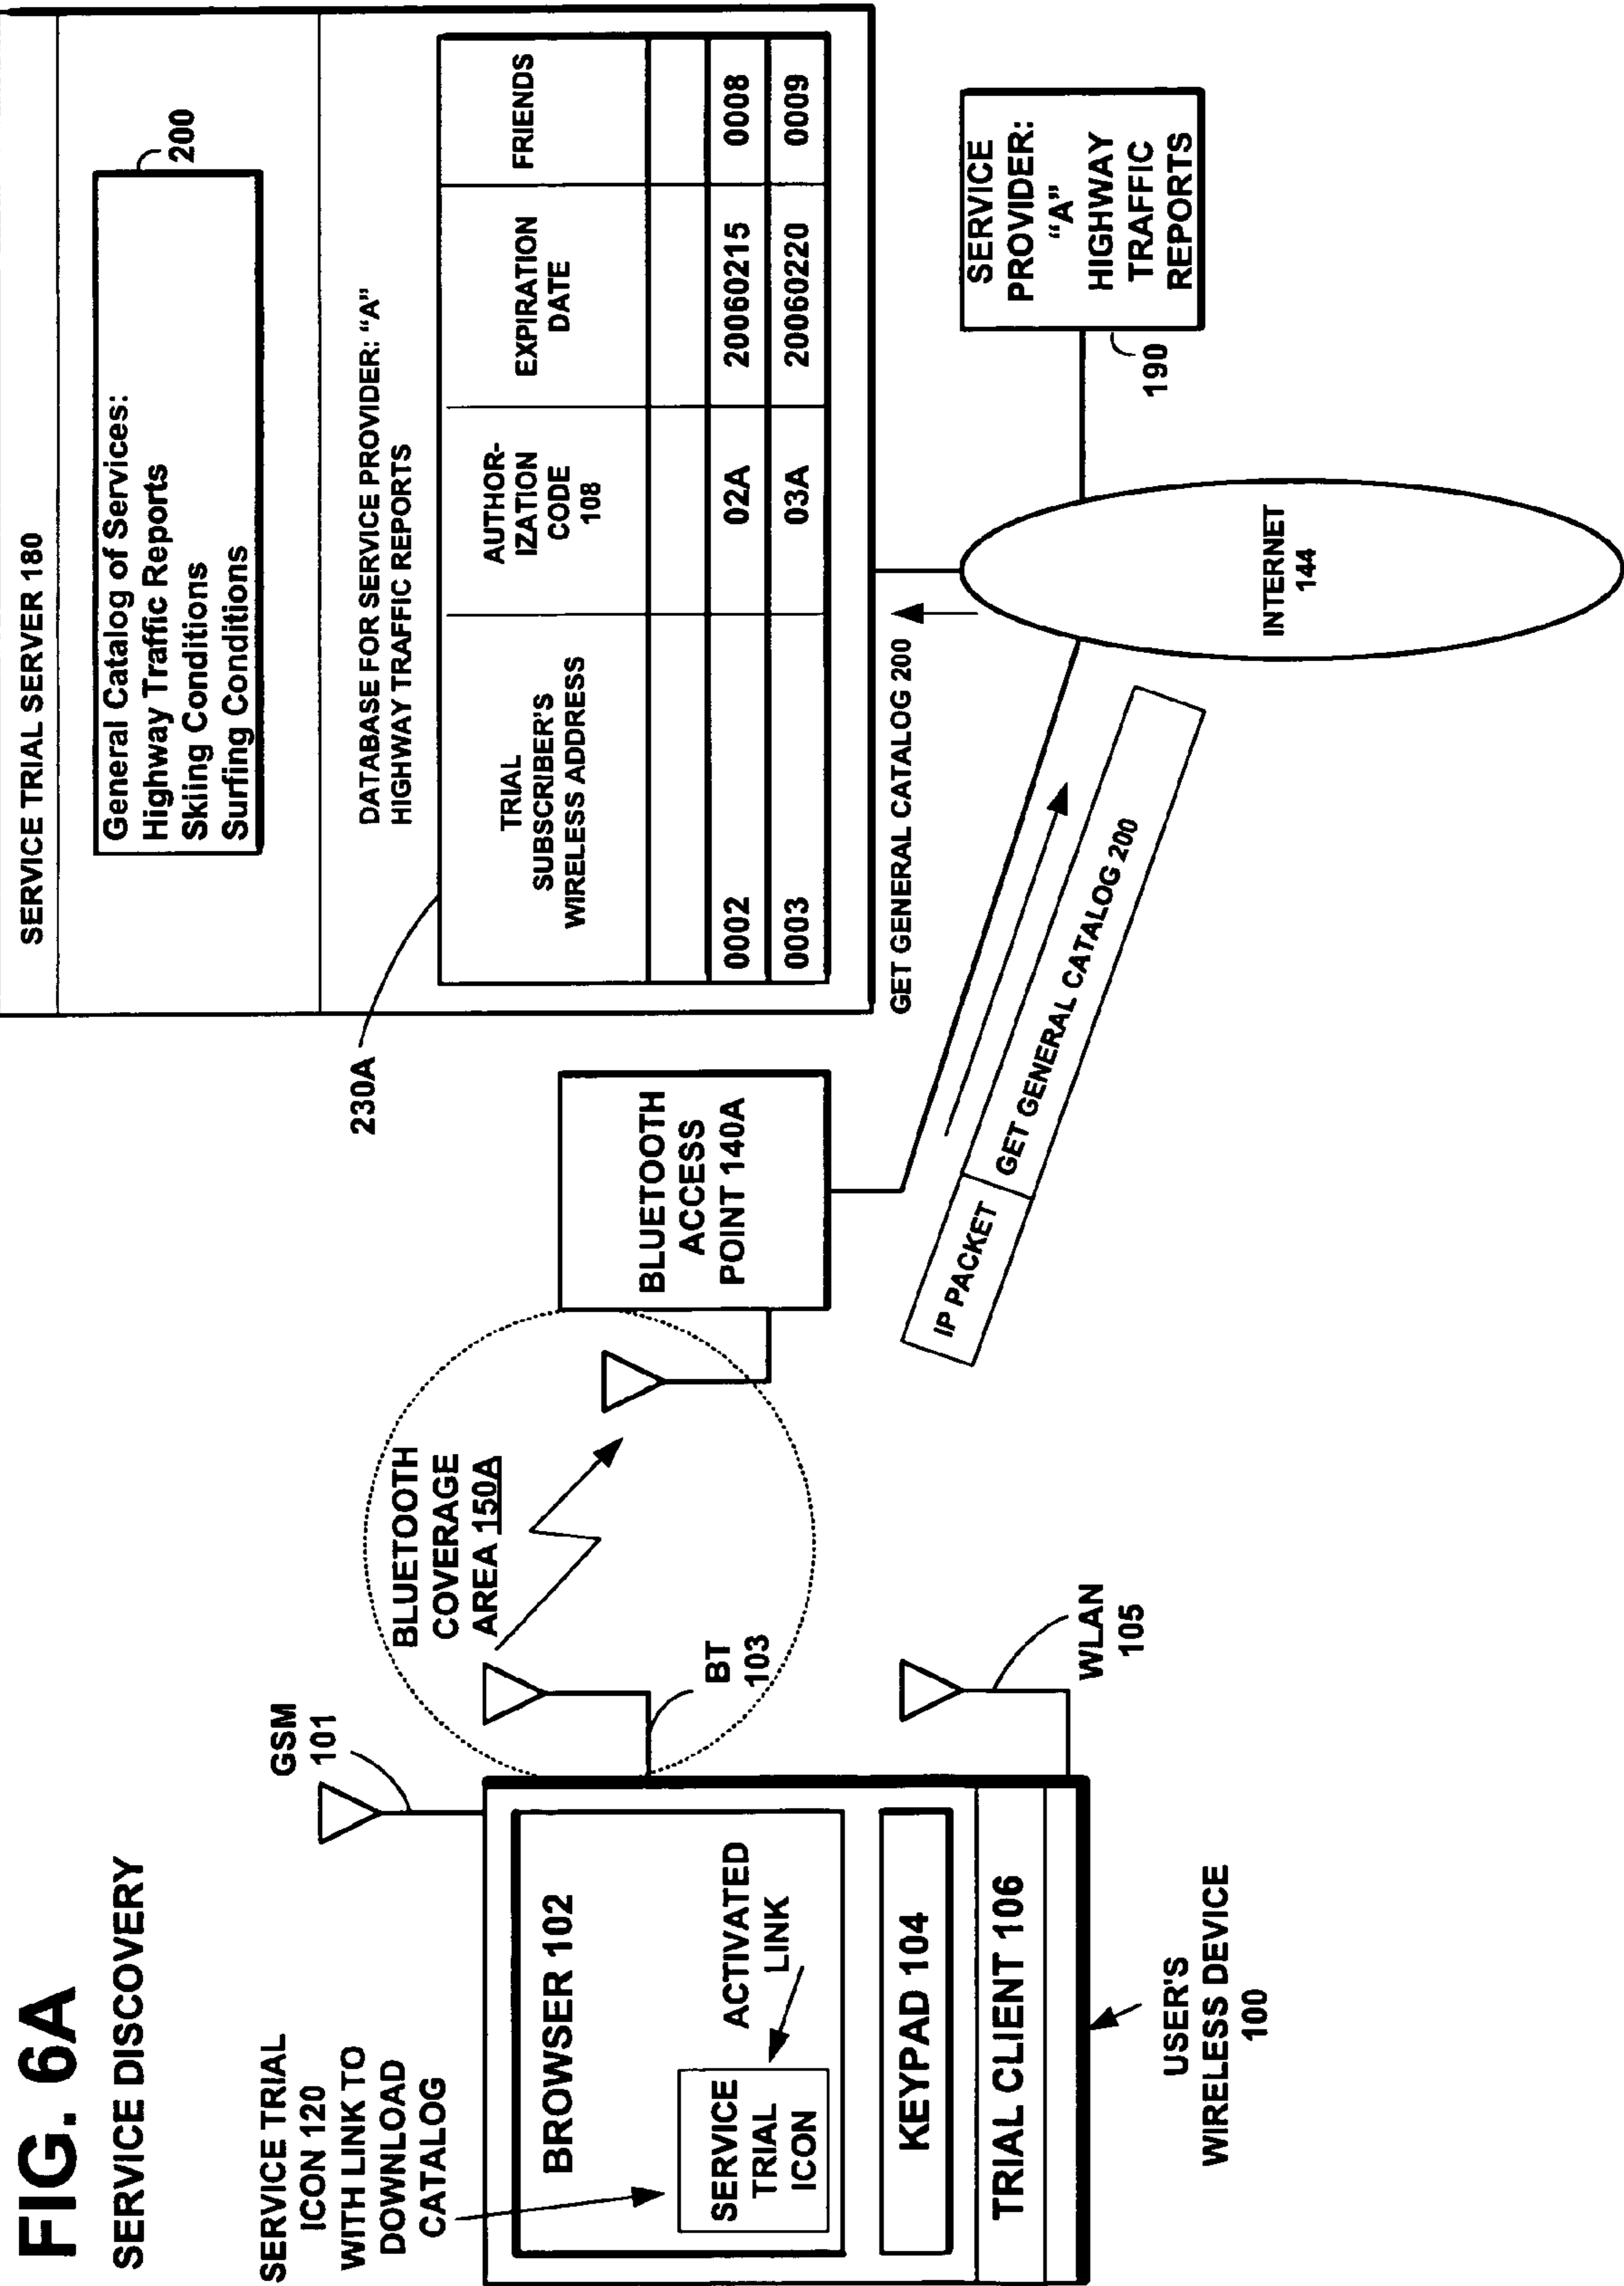 FIG. 6A
SERVICE DISCOVERY
SERVICE TRIAL
ICON 120
WITH LINK TO
DOWNLOAD
CATALOG
GSM
101
BROWSER 102
SERVICE
TRIAL
ICON
ACTIVATED
LINK
KEYPAD 104
TRIAL CLIENT 106
USER'S
WIRELESS DEVICE
100
BT
103
WLAN
105
BLUETOOTH
COVERAGE
AREA 150A
BLUETOOTH
ACCESS
POINT 140A
IP PACKET
GET GENERAL CATALOG 200
SERVICE TRIAL SERVER 180
General Catalog of Services:
Highway Traffic Reports
Skiing Conditions
Surfing Conditions
200
DATABASE FOR SERVICE PROVIDER: "A"
HIGHWAY TRAFFIC REPORTS
230A
TRIAL
SUBSCRIBER'S
WIRELESS ADDRESS
AUTHOR-
IZATION
CODE
108
EXPIRATION
DATE
FRIENDS
0002 02A 20060215 0008
0003 03A 20060220 0009
GET GENERAL CATALOG 200
INTERNET
144
SERVICE
PROVIDER:
“A”
HIGHWAY
TRAFFIC
REPORTS
190